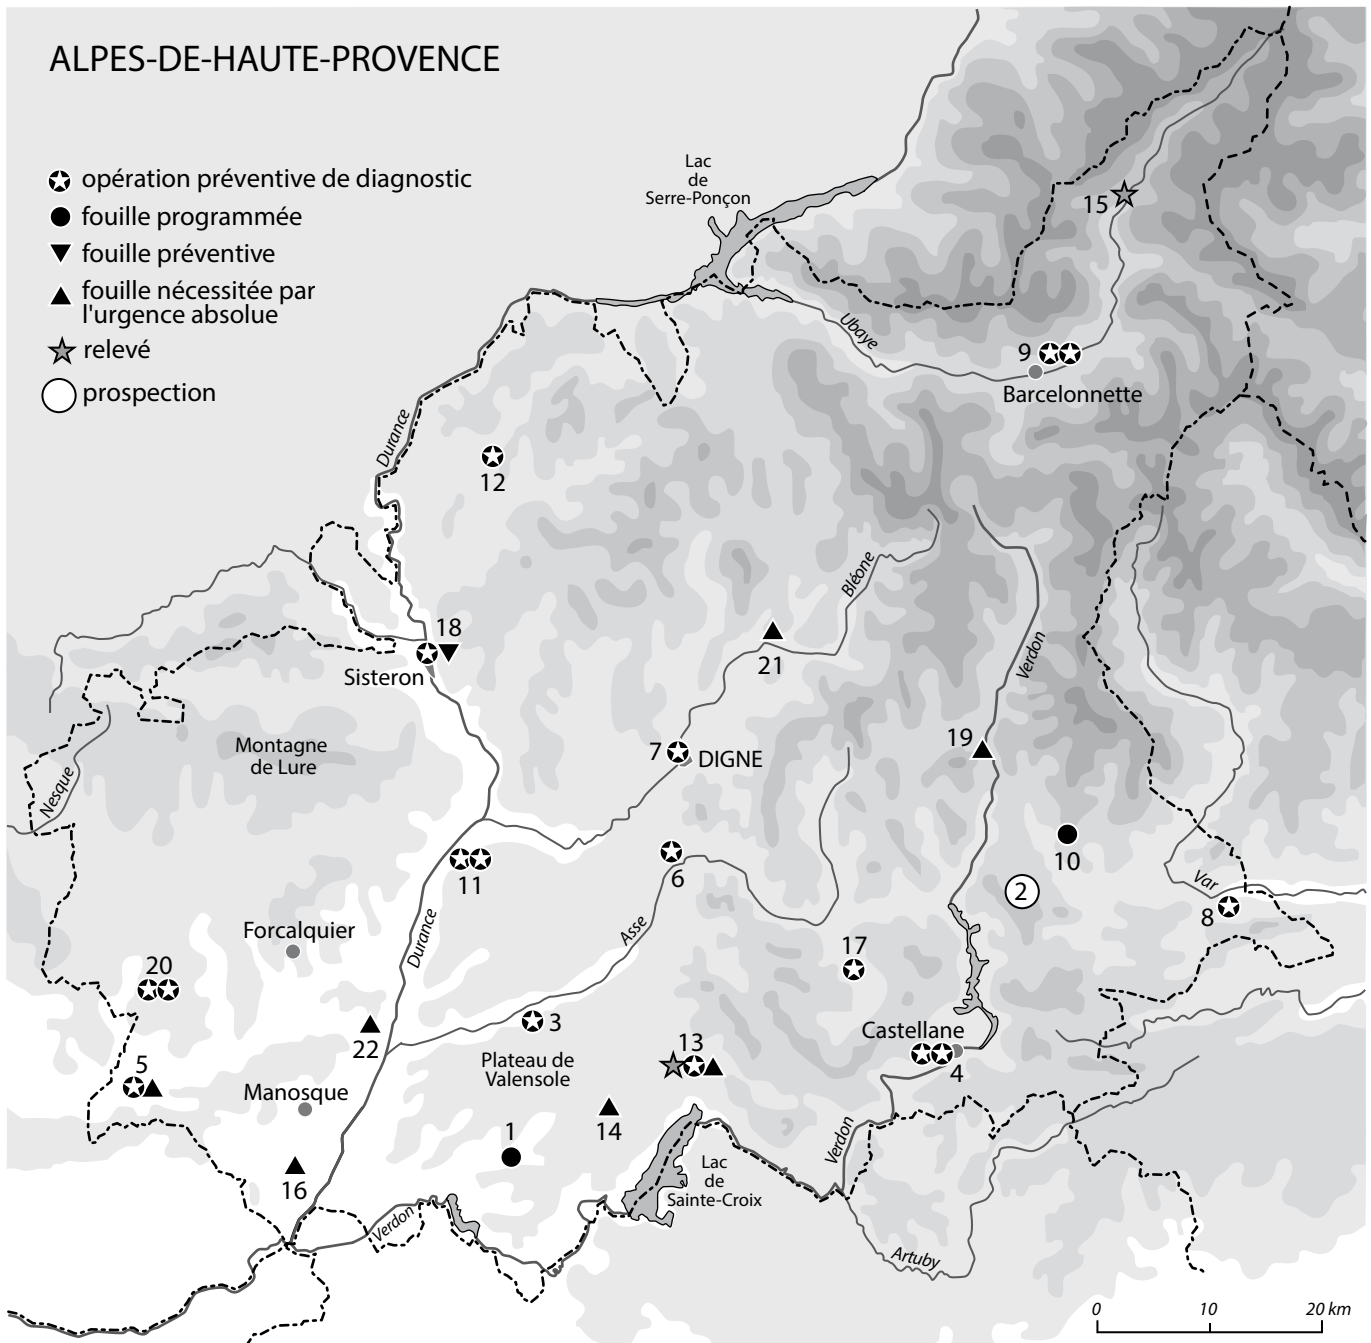 ALPES-DE-HAUTE-PROVENCE
opération préventive de diagnostic
fouille programmée
fouille préventive
fouille nécessitée par
l'urgence absolue
relevé
prospection
Lac
de
Serre-Ponçon
15
Ubaye
9
Barcelonnette
Durance
12
Bléone
18
Sisteron
21
Verdon
Montagne
de Lure
Nesque
7
DIGNE
19
10
11
6
2
Var
8
Durance
Asse
Forcalquier
17
20
3
22
Castellane
4
Plateau de
Valensole
13
5
Manosque
14
1
16
Verdon
Lac
de
Sainte-Croix
Verdon
Artuby
0
10
20 km